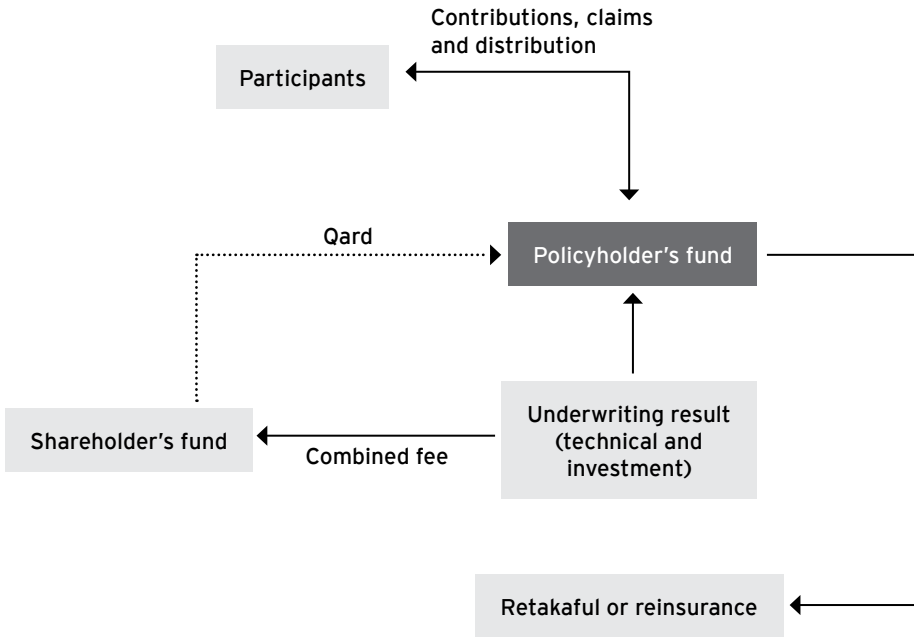 Contributions, claims
and distribution
Participants
Qard
Policyholder's fund
Underwriting result
(technical and
investment)
Shareholder's fund
Combined fee
Retakaful or reinsurance